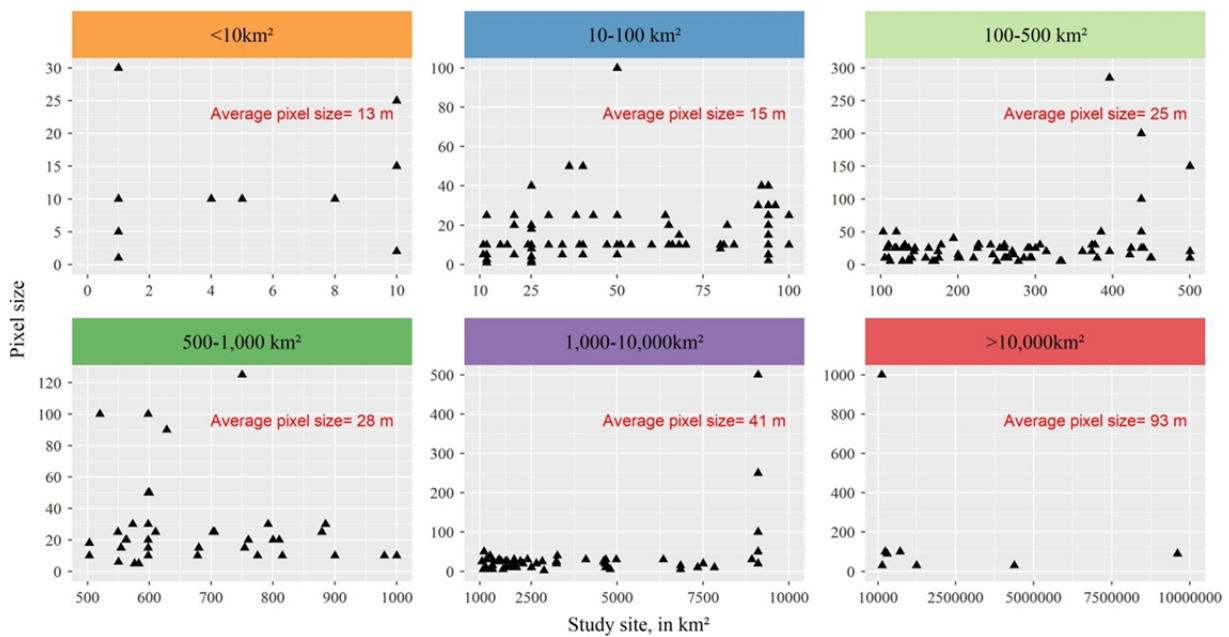 <10km²
10-100 km²
100-500 km²
30
25
20
15
10
5
0
Average pixel size= 13 m
0 2 4 6 8 10
100
80
60
40
20
0
Average pixel size= 15 m
10 25 50 75 100
300
250
200
150
100
50
0
Average pixel size= 25 m
100 200 300 400 500
Pixel size
500-1,000 km²
1,000-10,000km²
>10,000km²
120
100
80
60
40
20
0
Average pixel size= 28 m
500 600 700 800 900 1000
500
400
300
200
100
0
Average pixel size= 41 m
1000 2500 5000 7500 10000
1000
800
600
400
200
0
Average pixel size= 93 m
10000 2500000 5000000 7500000 10000000
Study site, in km²